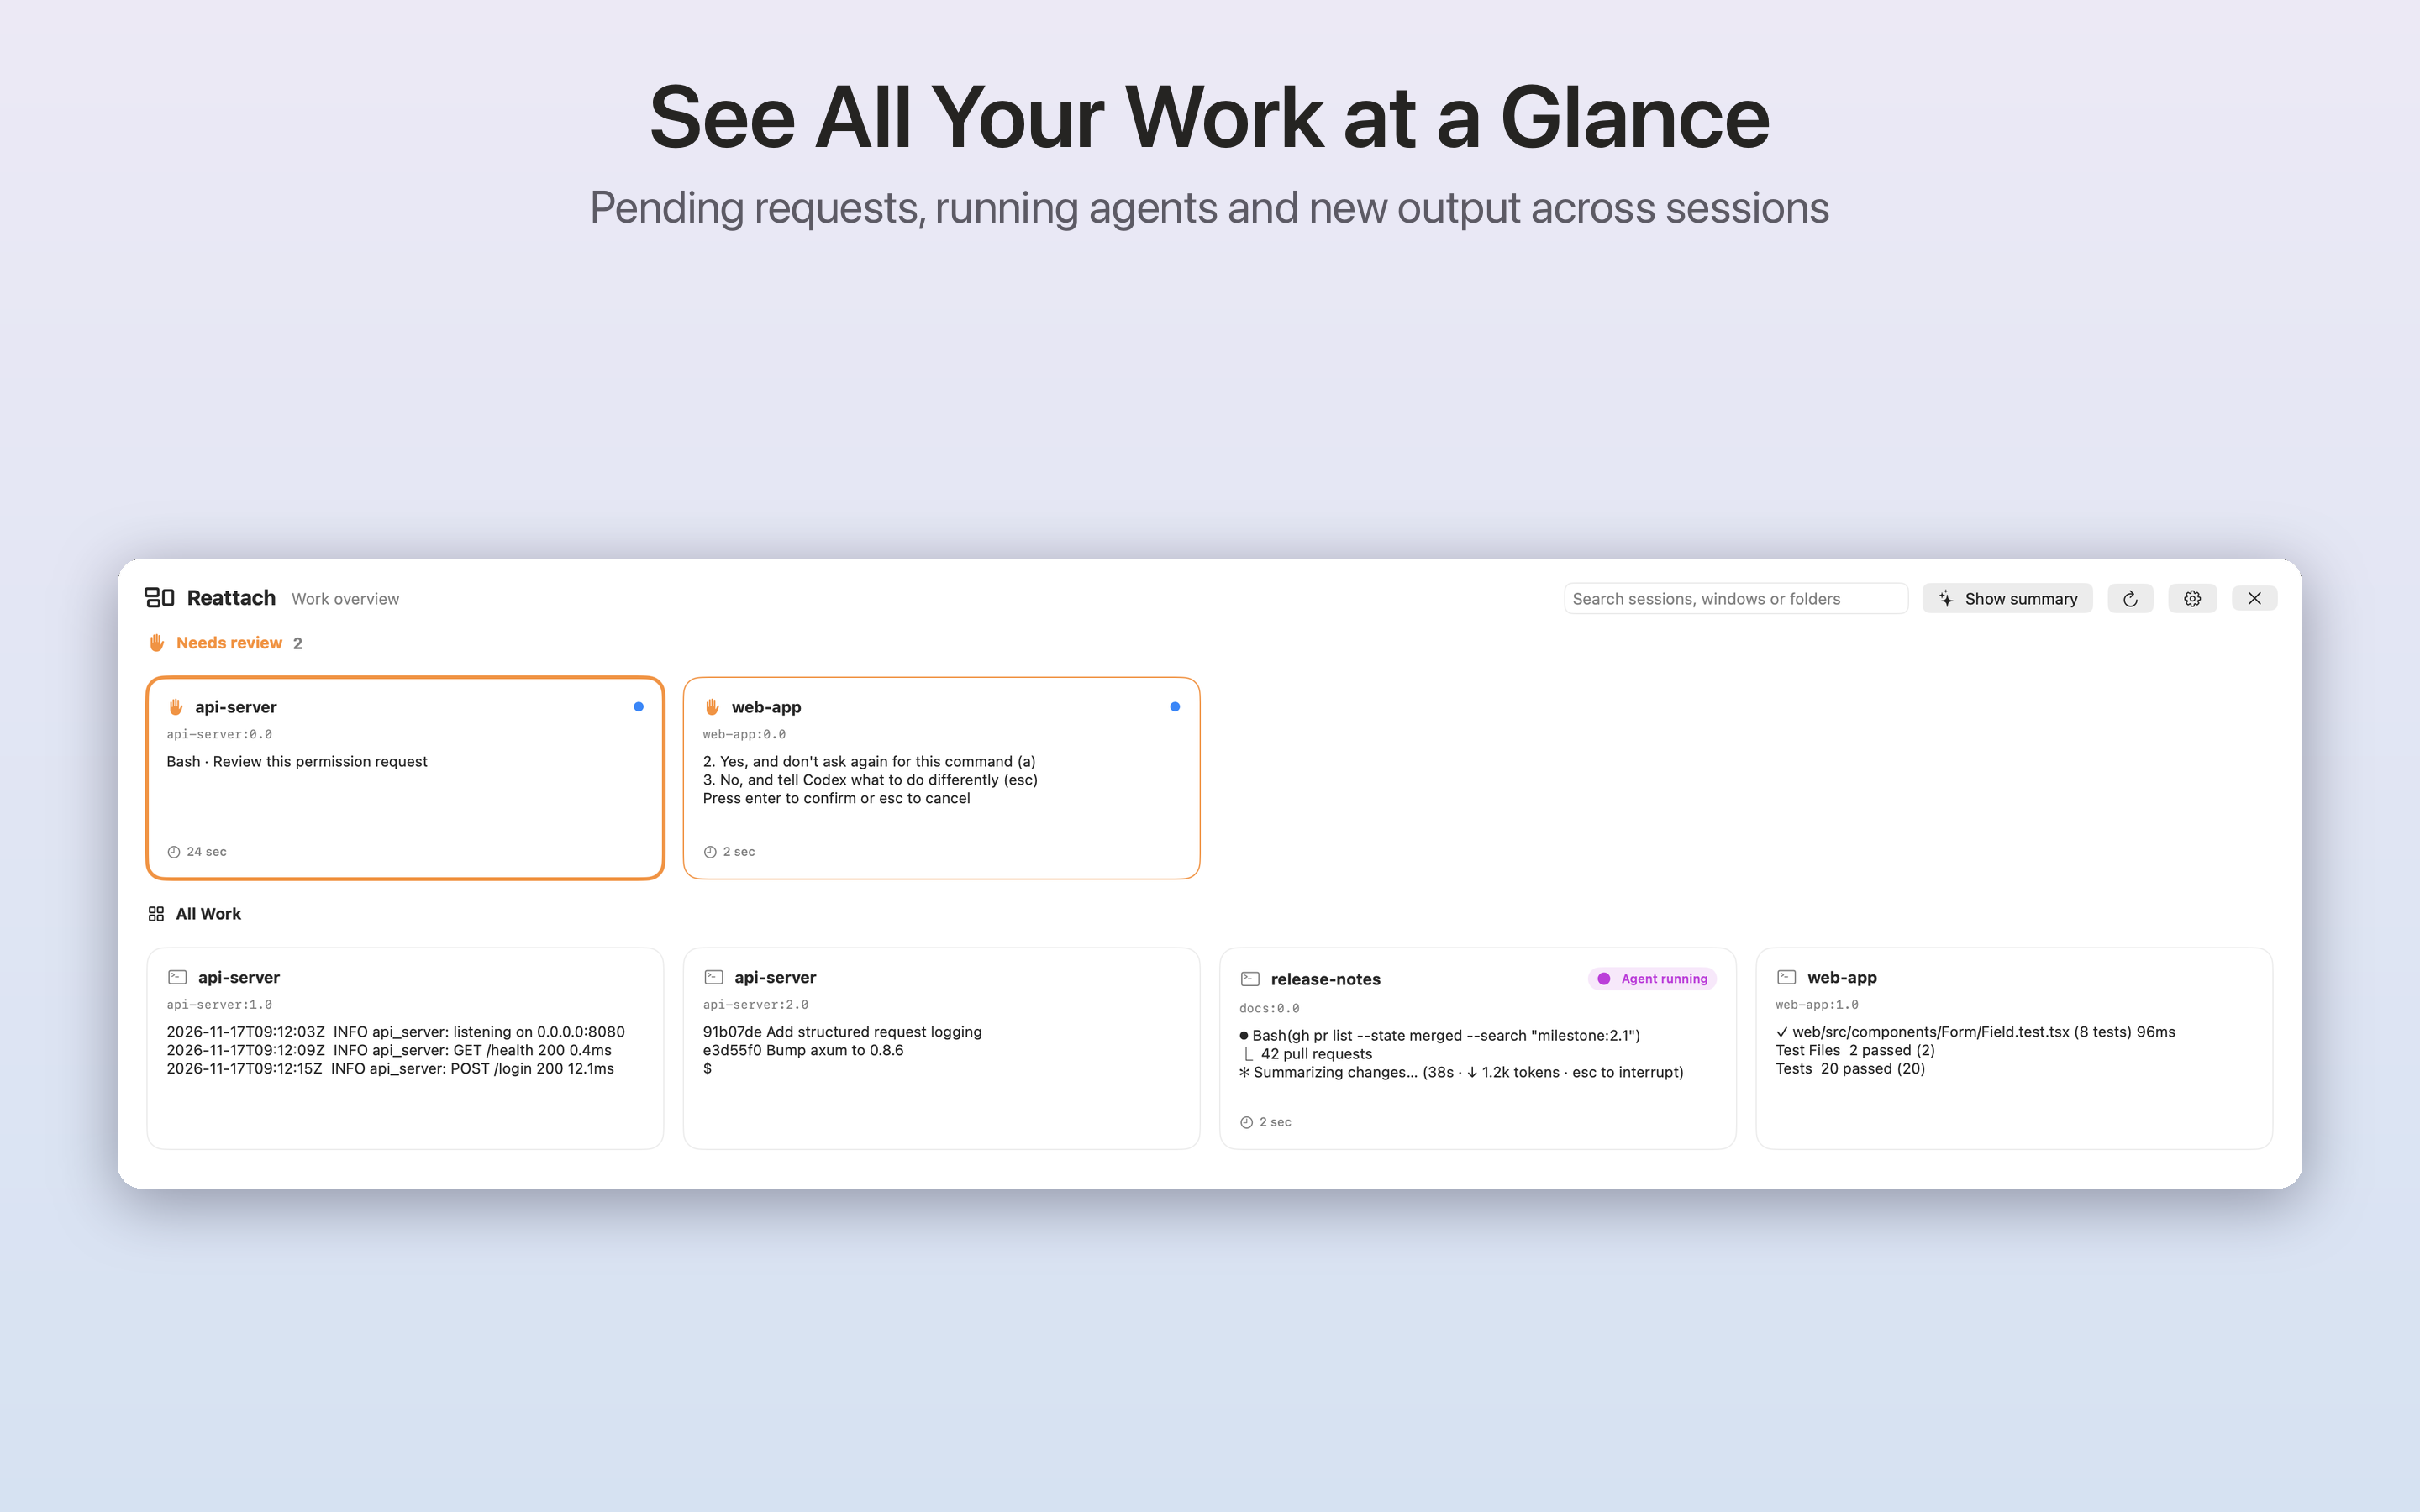 See All Your Work at a Glance
Pending requests, running agents and new output across sessions
Reattach Work overview
Search sessions, windows or folders
Show summary
Needs review 2
api-server
api-server:0.0
Bash · Review this permission request
24 sec
web-app
web-app:0.0
2. Yes, and don't ask again for this command (a)
3. No, and tell Codex what to do differently (esc)
Press enter to confirm or esc to cancel
2 sec
All Work
api-server
api-server:1.0
2026-11-17T09:12:03Z  INFO api_server: listening on 0.0.0.0:8080
2026-11-17T09:12:09Z  INFO api_server: GET /health 200 0.4ms
2026-11-17T09:12:15Z  INFO api_server: POST /login 200 12.1ms
api-server
api-server:2.0
91b07de Add structured request logging
e3d55f0 Bump axum to 0.8.6
$
release-notes
Agent running
docs:0.0
● Bash(gh pr list --state merged --search "milestone:2.1")
⎿ 42 pull requests
✻ Summarizing changes… (38s · ↓ 1.2k tokens · esc to interrupt)
2 sec
web-app
web-app:1.0
✓ web/src/components/Form/Field.test.tsx (8 tests) 96ms
Test Files  2 passed (2)
Tests  20 passed (20)